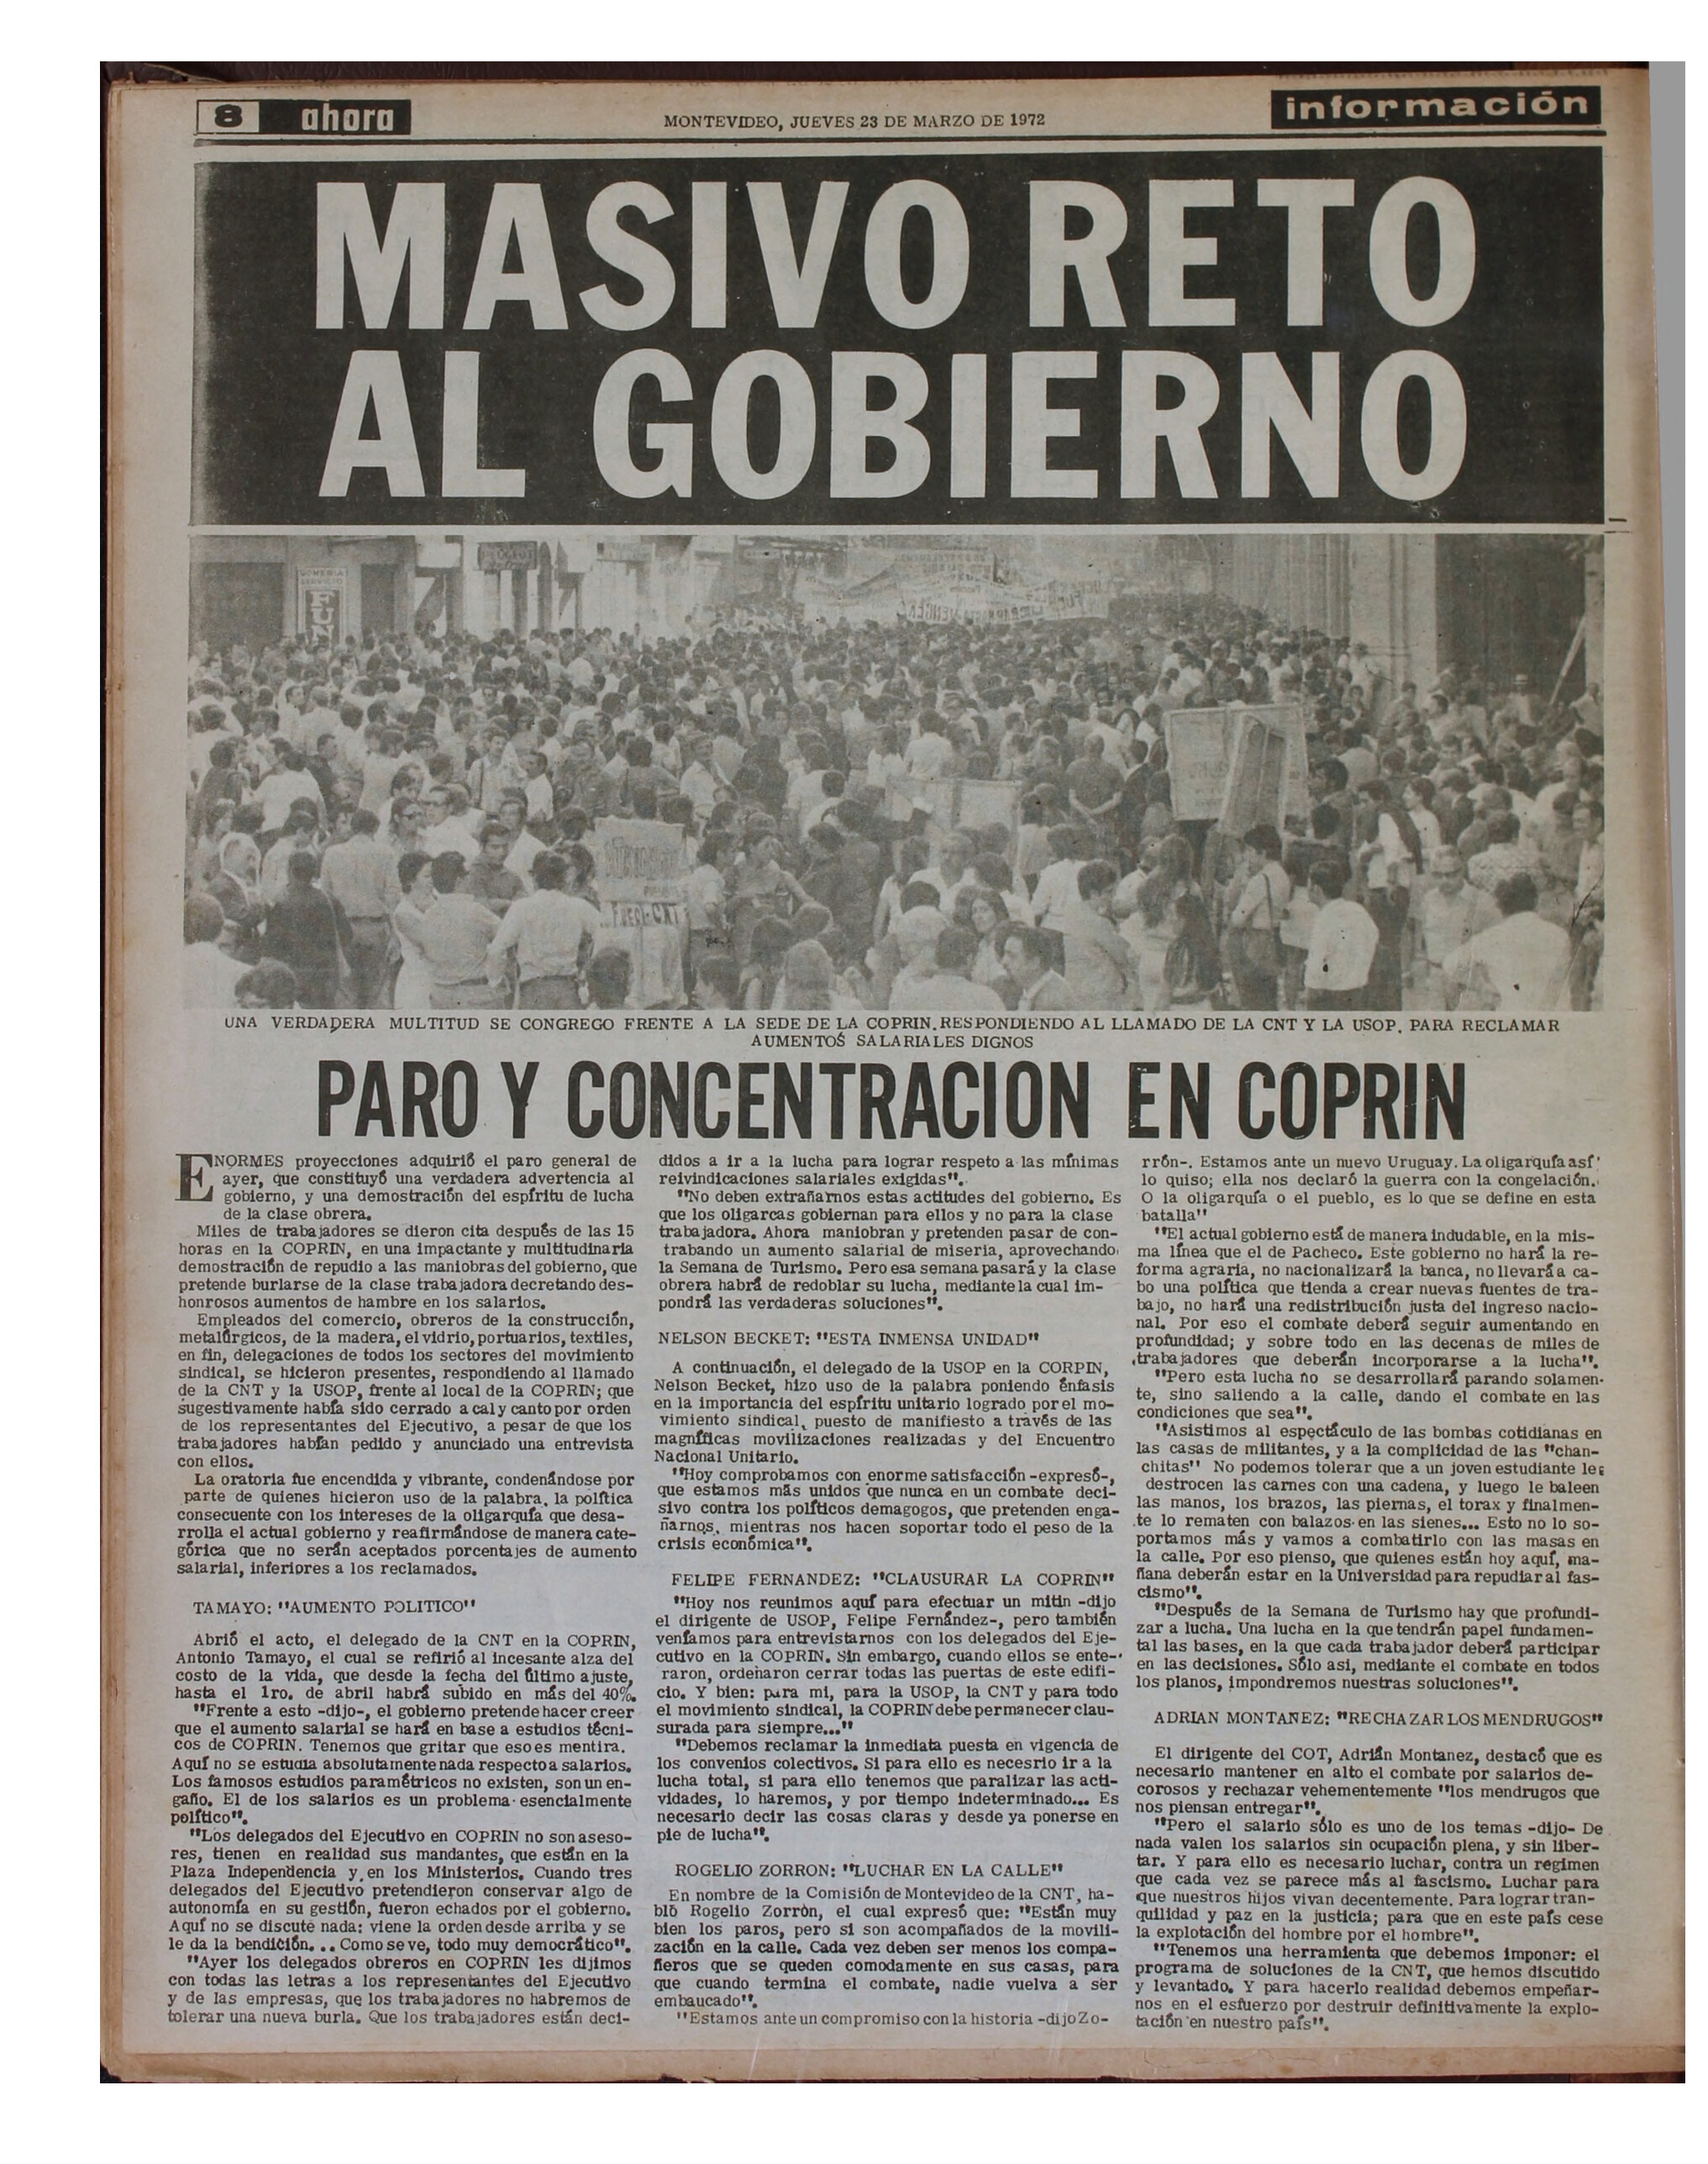 8 ahora
MONTEVIDEO, JUEVES 23 DE MARZO DE 1972
información
MASIVO RETO
AL GOBIERNO
FUN
Fuecl-CNT
UNA VERDADERA MULTITUD SE CONGREGO FRENTE A LA SEDE DE LA COPRIN. RESPONDIENDO AL LLAMADO DE LA CNT Y LA USOP. PARA RECLAMAR
AUMENTOS SALARIALES DIGNOS
PARO Y CONCENTRACION EN COPRIN
ENORMES proyecciones adquirió el paro general de
ayer, que constituyó una verdadera advertencia al
gobierno, y una demostración del espíritu de lucha
de la clase obrera.
Miles de trabajadores se dieron cita después de las 15
horas en la COPRIN, en una impactante y multitudinaria
demostración de repudio a las maniobras del gobierno, que
pretende burlarse de la clase trabajadora decretando des-
honrosos aumentos de hambre en los salarios.
Empleados del comercio, obreros de la construcción,
metalúrgicos, de la madera, el vidrio, portuarios, textiles,
en fin, delegaciones de todos los sectores del movimiento
sindical, se hicieron presentes, respondiendo al llamado
de la CNT y la USOP, frente al local de la COPRIN; que
sugestivamente había sido cerrado a cal y canto por orden
de los representantes del Ejecutivo, a pesar de que los
trabajadores habían pedido y anunciado una entrevista
con ellos.
La oratoria fue encendida y vibrante, condenándose por
parte de quienes hicieron uso de la palabra, la política
consecuente con los intereses de la oligarquía que desa-
rrolla el actual gobierno y reafirmándose de manera cate-
górica que no serán aceptados porcentajes de aumento
salarial, inferiores a los reclamados.
TAMAYO: "AUMENTO POLITICO"
Abrió el acto, el delegado de la CNT en la COPRIN,
Antonio Tamayo, el cual se refirió al incesante alza del
costo de la vida, que desde la fecha del último ajuste,
hasta el 1ro. de abril habrá subido en más del 40%.
"Frente a esto -dijo-, el gobierno pretende hacer creer
que el aumento salarial se hará en base a estudios técni-
cos de COPRIN. Tenemos que gritar que eso es mentira.
Aquí no se estudia absolutamente nada respecto a salarios.
Los famosos estudios paramétricos no existen, son un en-
gaño. El de los salarios es un problema esencialmente
político".
"Los delegados del Ejecutivo en COPRIN no son aseso-
res, tienen en realidad sus mandantes, que están en la
Plaza Independencia y en los Ministerios. Cuando tres
delegados del Ejecutivo pretendieron conservar algo de
autonomía en su gestión, fueron echados por el gobierno.
Aquí no se discute nada: viene la orden desde arriba y se
le da la bendición. .. Como se ve, todo muy democrático".
"Ayer los delegados obreros en COPRIN les dijimos
con todas las letras a los representantes del Ejecutivo
y de las empresas, que los trabajadores no habremos de
tolerar una nueva burla. Que los trabajadores están deci-
didos a ir a la lucha para lograr respeto a las mínimas
reivindicaciones salariales exigidas".
"No deben extrañarnos estas actitudes del gobierno. Es
que los oligarcas gobiernan para ellos y no para la clase
trabajadora. Ahora maniobran y pretenden pasar de con-
trabando un aumento salarial de miseria, aprovechando
la Semana de Turismo. Pero esa semana pasará y la clase
obrera habrá de redoblar su lucha, mediante la cual im-
pondrá las verdaderas soluciones".
NELSON BECKET: "ESTA INMENSA UNIDAD"
A continuación, el delegado de la USOP en la CORPIN,
Nelson Becket, hizo uso de la palabra poniendo énfasis
en la importancia del espíritu unitario logrado por el mo-
vimiento sindical, puesto de manifiesto a través de las
magníficas movilizaciones realizadas y del Encuentro
Nacional Unitario.
"Hoy comprobamos con enorme satisfacción -expresó-,
que estamos más unidos que nunca en un combate deci-
sivo contra los políticos demagogos, que pretenden enga-
ñarnos, mientras nos hacen soportar todo el peso de la
crisis económica".
FELIPE FERNANDEZ: "CLAUSURAR LA COPRIN"
"Hoy nos reunimos aquí para efectuar un mitin -dijo
el dirigente de USOP, Felipe Fernández-, pero también
veníamos para entrevistarnos con los delegados del Eje-
cutivo en la COPRIN. Sin embargo, cuando ellos se ente-
raron, ordenaron cerrar todas las puertas de este edifi-
cio. Y bien: para mi, para la USOP, la CNT y para todo
el movimiento sindical, la COPRIN debe permanecer clau-
surada para siempre..."
"Debemos reclamar la inmediata puesta en vigencia de
los convenios colectivos. Si para ello es necesrio ir a la
lucha total, si para ello tenemos que paralizar las acti-
vidades, lo haremos, y por tiempo indeterminado... Es
necesario decir las cosas claras y desde ya ponerse en
pie de lucha".
ROGELIO ZORRON: "LUCHAR EN LA CALLE"
En nombre de la Comisión de Montevideo de la CNT, ha-
bló Rogelio Zorrón, el cual expresó que: "Están muy
bien los paros, pero si son acompañados de la movili-
zación en la calle. Cada vez deben ser menos los compa-
ñeros que se queden comodamente en sus casas, para
que cuando termina el combate, nadie vuelva a ser
embaucado".
"Estamos ante un compromiso con la historia -dijo Zo-
rrón-. Estamos ante un nuevo Uruguay. La oligarquía así
lo quiso; ella nos declaró la guerra con la congelación.
O la oligarquía o el pueblo, es lo que se define en esta
batalla"
"El actual gobierno está de manera indudable, en la mis-
ma línea que el de Pacheco. Este gobierno no hará la re-
forma agraria, no nacionalizará la banca, no llevará a ca-
bo una política que tienda a crear nuevas fuentes de tra-
bajo, no hará una redistribución justa del ingreso nacio-
nal. Por eso el combate deberá seguir aumentando en
profundidad; y sobre todo en las decenas de miles de
trabajadores que deberán incorporarse a la lucha".
"Pero esta lucha no se desarrollará parando solamen-
te, sino saliendo a la calle, dando el combate en las
condiciones que sea".
"Asistimos al espectáculo de las bombas cotidianas en
las casas de militantes, y a la complicidad de las "chan-
chitas" No podemos tolerar que a un joven estudiante les
destrocen las carnes con una cadena, y luego le baleen
las manos, los brazos, las piernas, el torax y finalmen-
te lo rematen con balazos en las sienes... Esto no lo so-
portamos más y vamos a combatirlo con las masas en
la calle. Por eso pienso, que quienes están hoy aquí, ma-
ñana deberán estar en la Universidad para repudiar al fas-
cismo".
"Después de la Semana de Turismo hay que profundi-
zar a lucha. Una lucha en la que tendrán papel fundamen-
tal las bases, en la que cada trabajador deberá participar
en las decisiones. Sólo asi, mediante el combate en todos
los planos, impondremos nuestras soluciones".
ADRIAN MONTAÑEZ: "RECHAZAR LOS MENDRUGOS"
El dirigente del COT, Adrián Montanez, destacó que es
necesario mantener en alto el combate por salarios de-
corosos y rechazar vehementemente "los mendrugos que
nos piensan entregar".
"Pero el salario sólo es uno de los temas -dijo- De
nada valen los salarios sin ocupación plena, y sin liber-
tar. Y para ello es necesario luchar, contra un regimen
que cada vez se parece más al fascismo. Luchar para
que nuestros hijos vivan decentemente. Para lograr tran-
quilidad y paz en la justicia; para que en este país cese
la explotación del hombre por el hombre".
"Tenemos una herramienta que debemos imponer: el
programa de soluciones de la CNT, que hemos discutido
y levantado. Y para hacerlo realidad debemos empeñar-
nos en el esfuerzo por destruir definitivamente la explo-
tación en nuestro país".